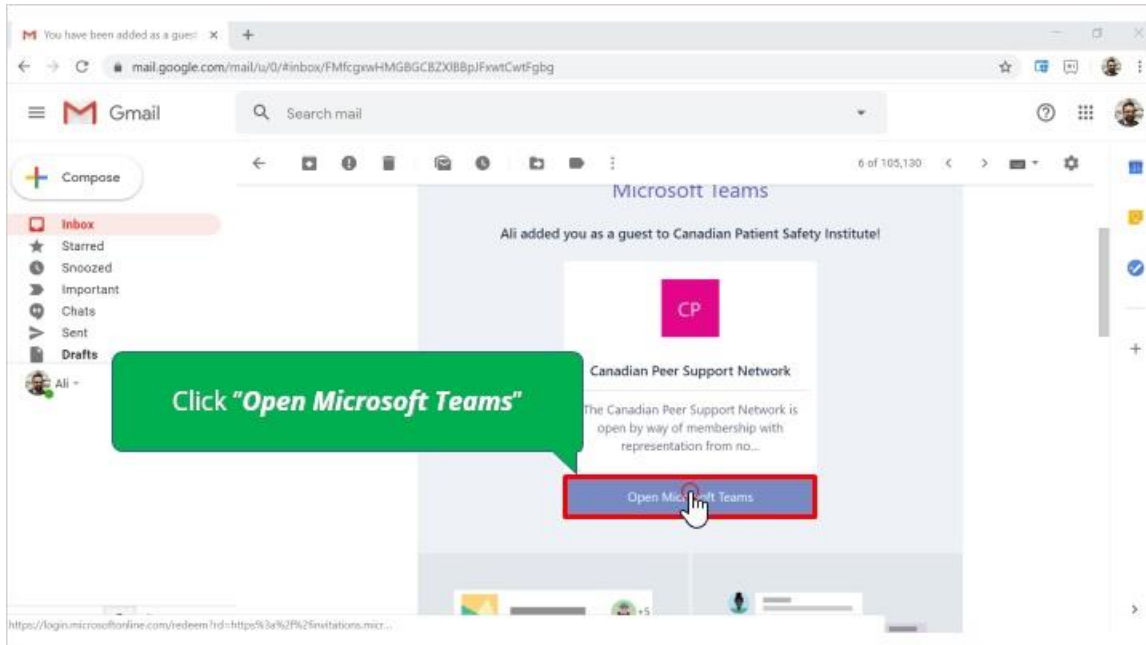 You have been added as a guest
mail.google.com/mail/u/0/#inbox/FMfcgxwHMGBGCBZXlBBpJFxwtCwtFgbg
Gmail
Search mail
Compose
6 of 105,130
Microsoft Teams
Inbox
Ali added you as a guest to Canadian Patient Safety Institute!
Starred
Snoozed
Important
Chats
CP
Sent
Drafts
Canadian Peer Support Network
Ali
Click "Open Microsoft Teams"
The Canadian Peer Support Network is
open by way of membership with
representation from no...
Open Microsoft Teams
+5
https://login.microsoftonline.com/redeem?rd=https%3a%2f%2finvitations.micr...